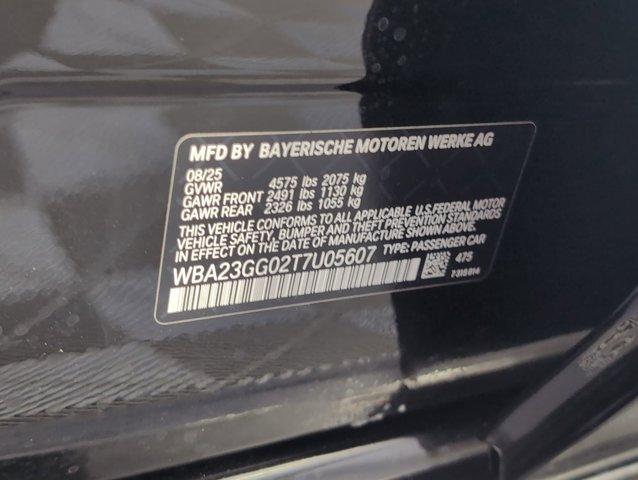 MFD BY BAYERISCHE MOTOREN WERKE AG
08/25
GVWR 4575 lbs 2075 kg
GAWR FRONT 2491 lbs 1130 kg
GAWR REAR 2326 lbs 1055 kg
THIS VEHICLE CONFORMS TO ALL APPLICABLE U.S. FEDERAL MOTOR
VEHICLE SAFETY, BUMPER AND THEFT PREVENTION STANDARDS
IN EFFECT ON THE DATE OF MANUFACTURE SHOWN ABOVE.
WBA23GG02T7U05607 TYPE: PASSENGER CAR
475
7319814